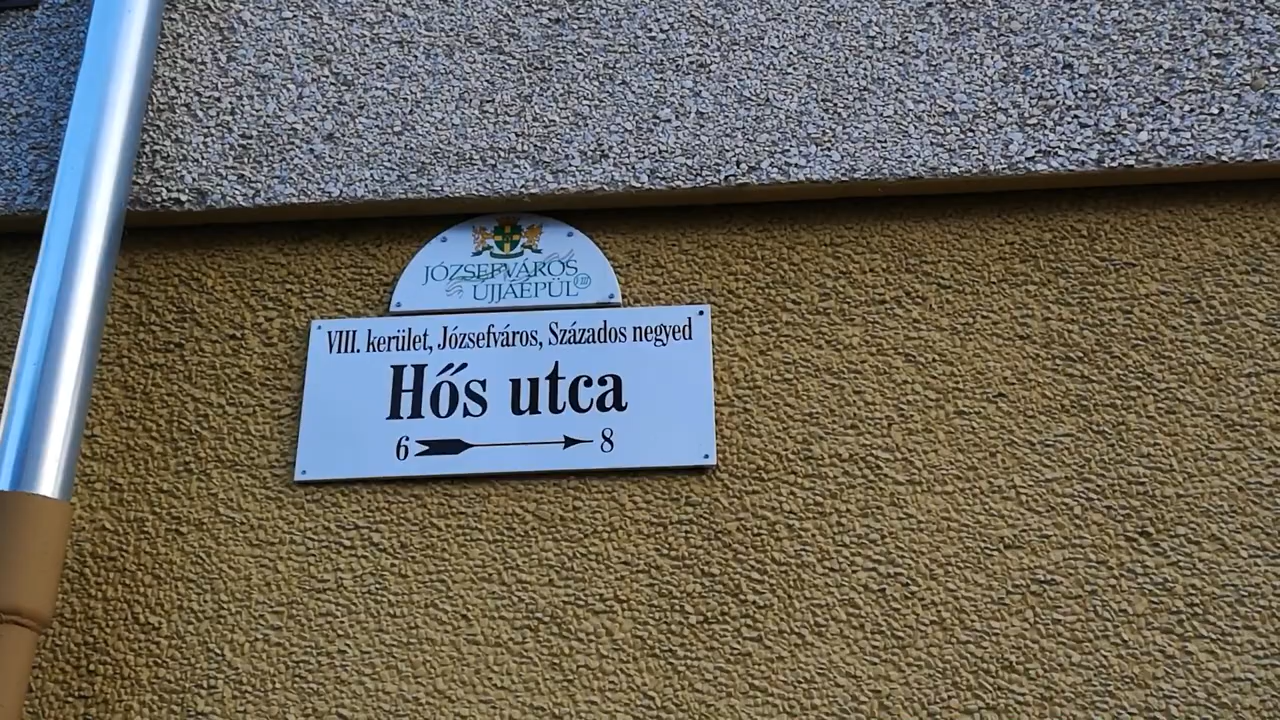 JÓZSEFVÁROS
ÚJJÁÉPÜL
VIII. kerület, Józsefváros, Százados negyed
Hős utca
6 8